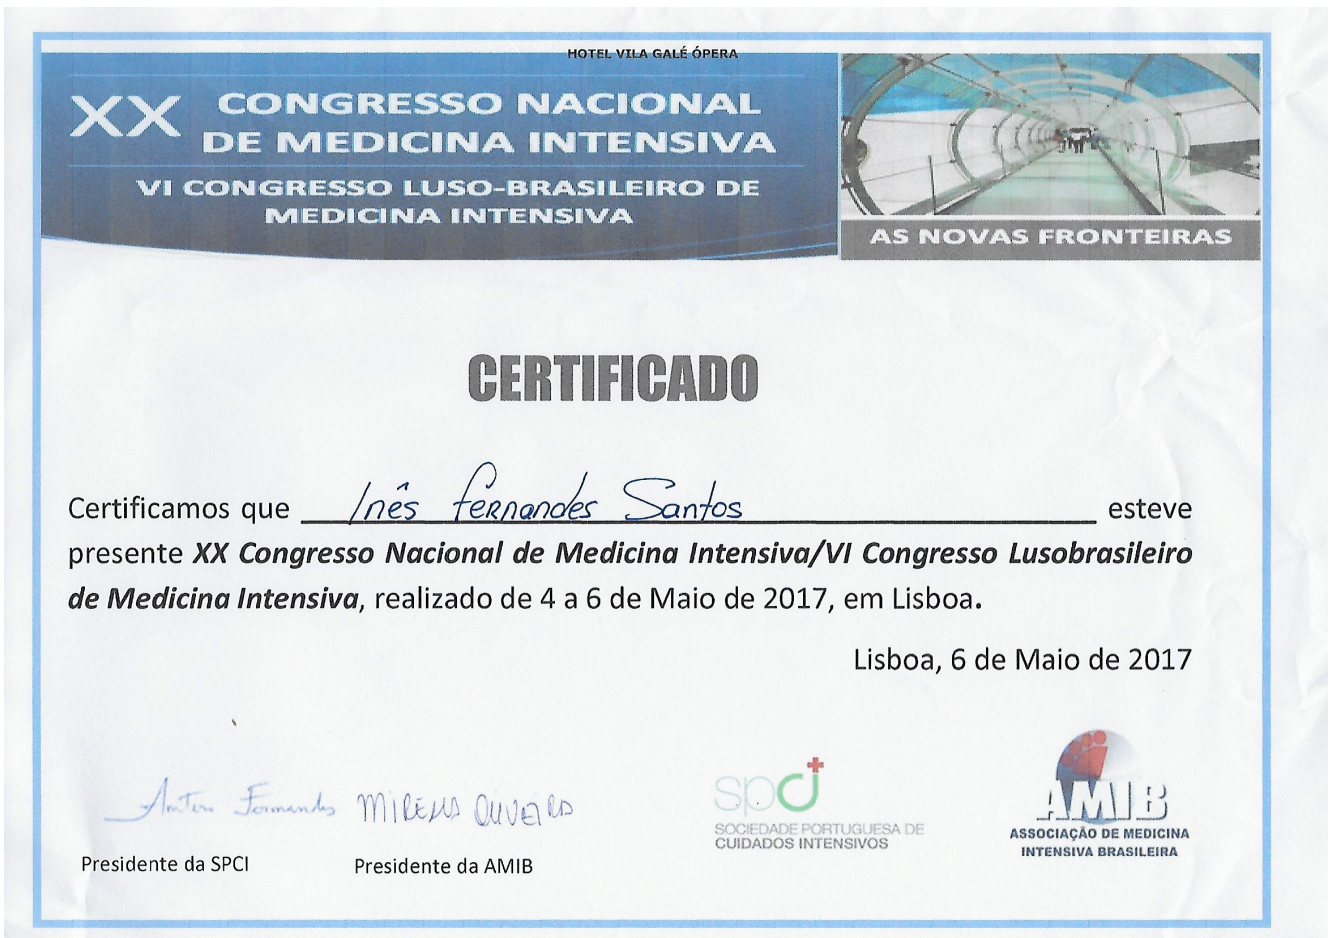 HOTEL VILA GALÉ ÓPERA
XX CONGRESSO NACIONAL
DE MEDICINA INTENSIVA
VI CONGRESSO LUSO-BRASILEIRO DE
MEDICINA INTENSIVA
AS NOVAS FRONTEIRAS
CERTIFICADO
Certificamos que Inês Fernandes Santos esteve
presente XX Congresso Nacional de Medicina Intensiva/VI Congresso Lusobrasileiro
de Medicina Intensiva, realizado de 4 a 6 de Maio de 2017, em Lisboa.
Lisboa, 6 de Maio de 2017
Fernandes
OLIVEIRA
Presidente da SPCI
Presidente da AMIB
spci
SOCIEDADE PORTUGUESA DE
CUIDADOS INTENSIVOS
AMIB
ASSOCIAÇÃO DE MEDICINA
INTENSIVA BRASILEIRA